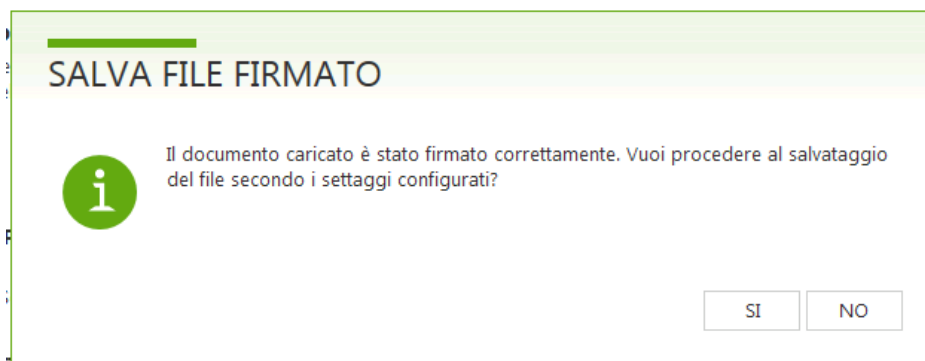 SALVA FILE FIRMATO
Il documento caricato è stato firmato correttamente. Vuoi procedere al salvataggio
del file secondo i settaggi configurati?
SI NO